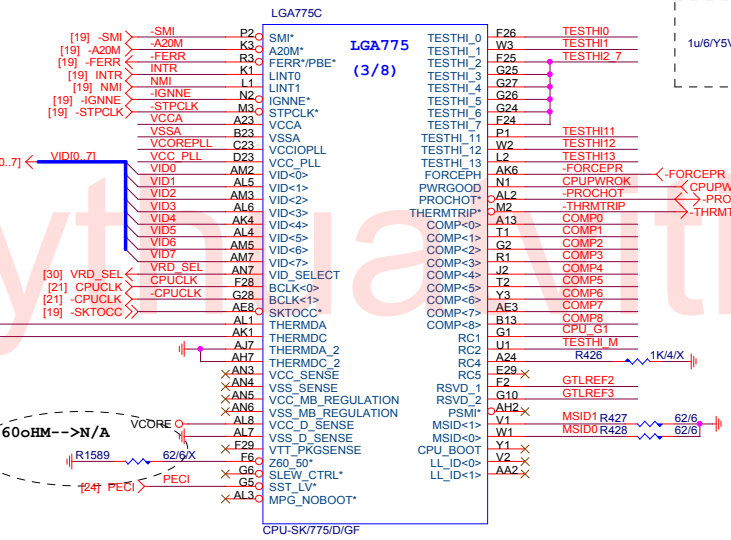 LGA775C
LGA775
(3/8)
[19] -SMI -SMI P2 SMI* TESTHI_0 F26 TESTHI0
[19] -A20M -A20M K3 A20M* TESTHI_1 W3 TESTHI1
[19] -FERR -FERR R3 FERR*/PBE* TESTHI_2 F25 TESTHI2_7
[19] INTR INTR K1 LINT0 TESTHI_3 G25
[19] NMI NMI L1 LINT1 TESTHI_4 G27
[19] -IGNNE -IGNNE N2 IGNNE* TESTHI_5 G26
[19] -STPCLK -STPCLK M3 STPCLK* TESTHI_6 G24
VCCA A23 VCCA TESTHI_7 F24
VSSA B23 VSSA TESTHI_11 P1 TESTHI11
VCOREPLL C23 VCCIOPLL TESTHI_12 W2 TESTHI12
VCC_PLL D23 VCC_PLL TESTHI_13 L2 TESTHI13
0..7] VID[0..7]
VID0 AM2 VID<0> FORCEPH AK6 -FORCEPR -FORCEPR
VID1 AL5 VID<1> PWRGOOD N1 CPUPWROK CPUPW
VID2 AM3 VID<2> PROCHOT* AL2 -PROCHOT -PRO
VID3 AL6 VID<3> THERMTRIP* M2 -THRMTRIP -THRMT
VID4 AK4 VID<4> COMP<0> A13 COMP0
VID5 AL4 VID<5> COMP<1> T1 COMP1
VID6 AM5 VID<6> COMP<2> G2 COMP2
VID7 AM7 VID<7> COMP<3> R1 COMP3
[30] VRD_SEL VRD_SEL AN7 VID_SELECT COMP<4> J2 COMP4
[21] CPUCLK CPUCLK F28 BCLK<0> COMP<5> T2 COMP5
[21] -CPUCLK -CPUCLK G28 BCLK<1> COMP<6> Y3 COMP6
[19] -SKTOCC AE8 SKTOCC* COMP<7> AE3 COMP7
AL1 THERMDA COMP<8> B13 COMP8
AK1 THERMDC RC1 G1 CPU_G1
AJ7 THERMDA_2 RC2 U1 TESTHI_M
AH7 THERMDC_2 RC4 A24 R426 1K/4/X
AN3 VCC_SENSE RC5 E29
AN4 VSS_SENSE RSVD_1 F2 GTLREF2
AN5 VCC_MB_REGULATION RSVD_2 G10 GTLREF3
AN6 VSS_MB_REGULATION PSMI* AH2
VCORE AL8 VCC_D_SENSE MSID<1> V1 MSID1 R427 62/6
AL7 VSS_D_SENSE MSID<0> W1 MSID0 R428 62/6
F29 VTT_PKGSENSE CPU_BOOT Y1
R1589 62/6/X F6 Z60_50* LL_ID<0> V2
G6 SLEW_CTRL* LL_ID<1> AA2
[24] PECI PECI G5 SST_LV*
AL3 MPG_NOBOOT*
60oHM-->N/A
CPU-SK/775/D/GF
1u/6/Y5V